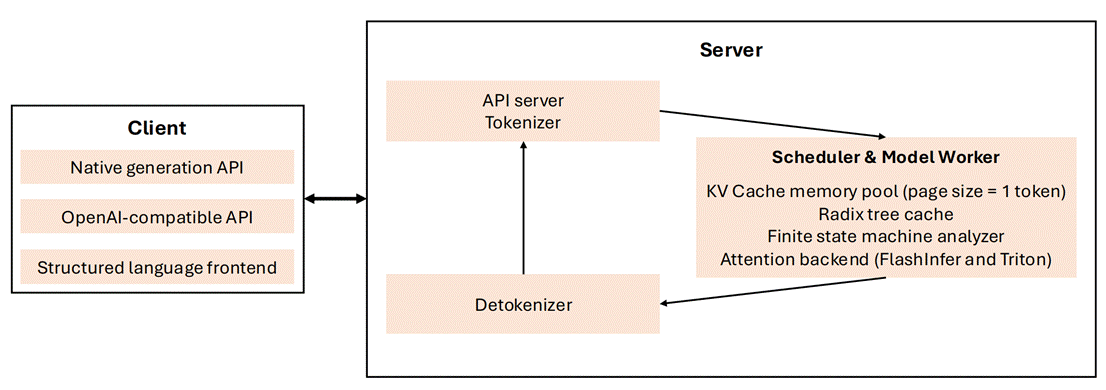 Client
Native generation API
OpenAI-compatible API
Structured language frontend
Server
API server
Tokenizer
Scheduler & Model Worker
KV Cache memory pool (page size = 1 token)
Radix tree cache
Finite state machine analyzer
Attention backend (FlashInfer and Triton)
Detokenizer